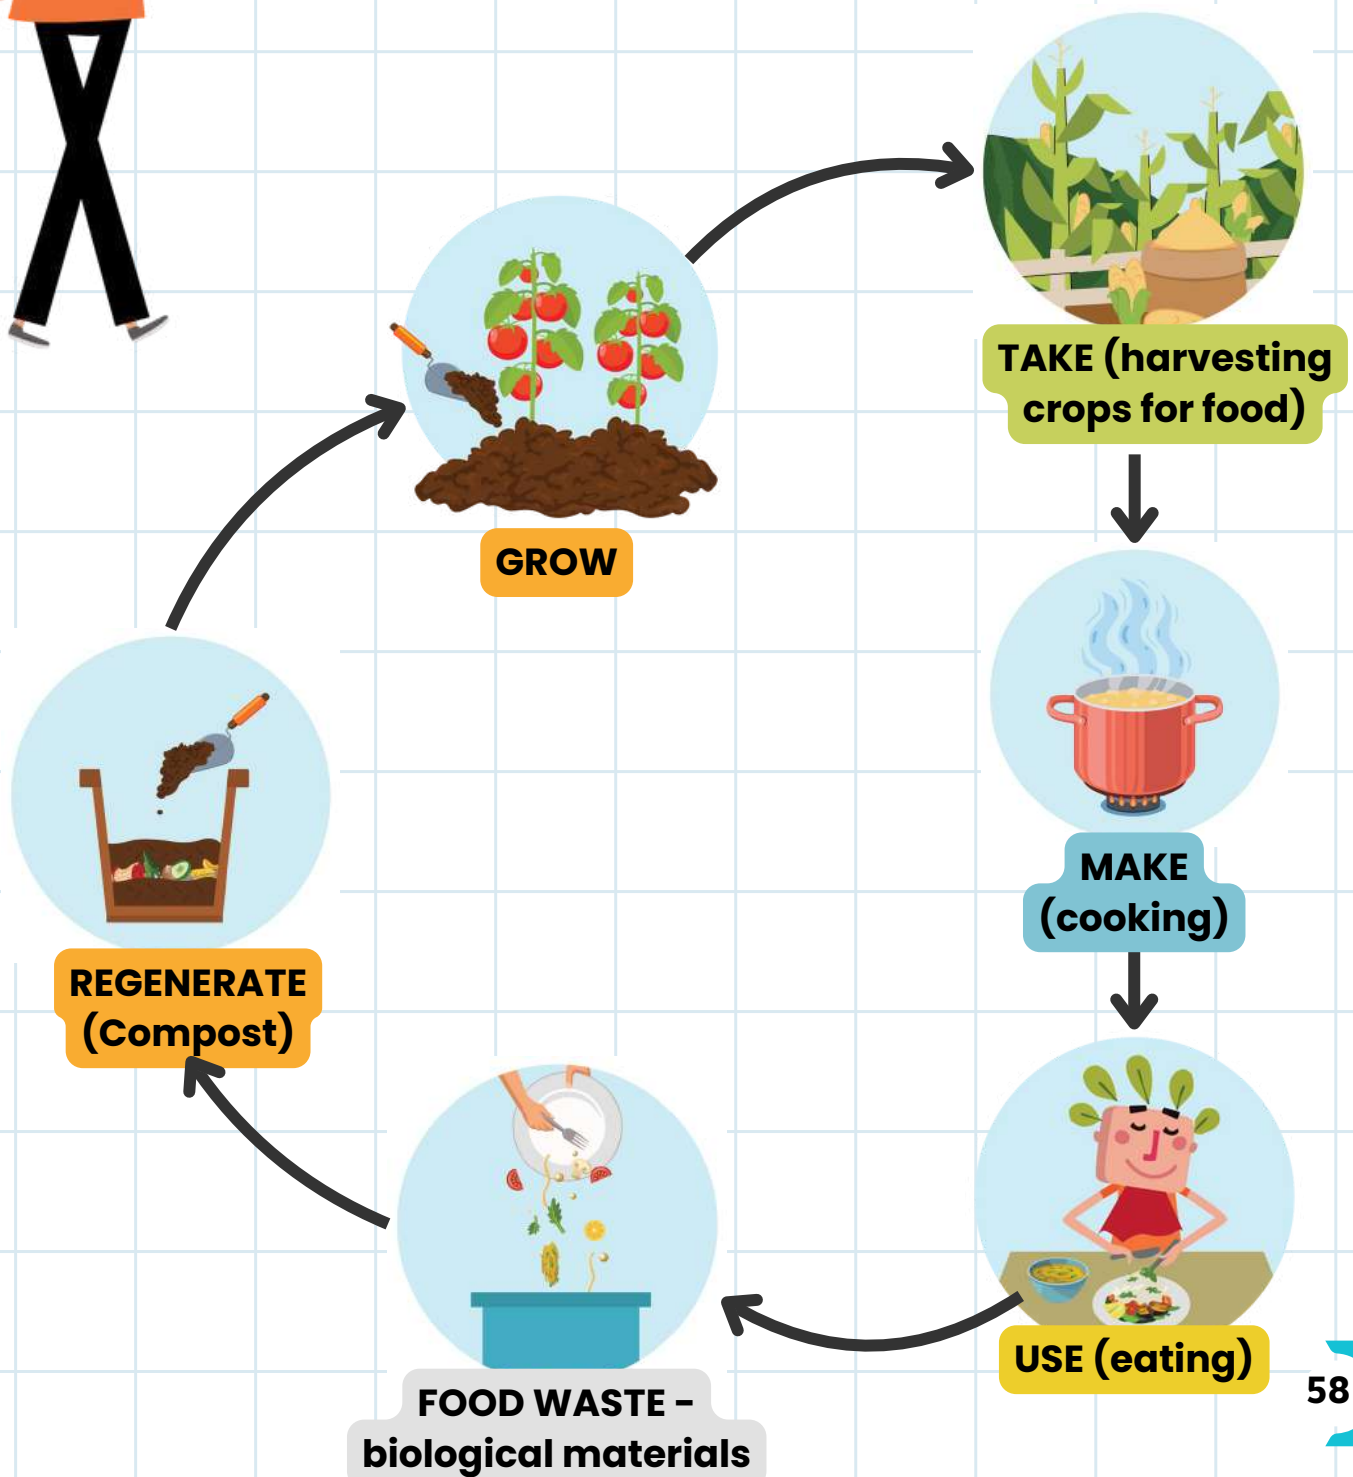 TAKE (harvesting
crops for food)
GROW
MAKE
(cooking)
REGENERATE
(Compost)
USE (eating)
58
FOOD WASTE -
biological materials